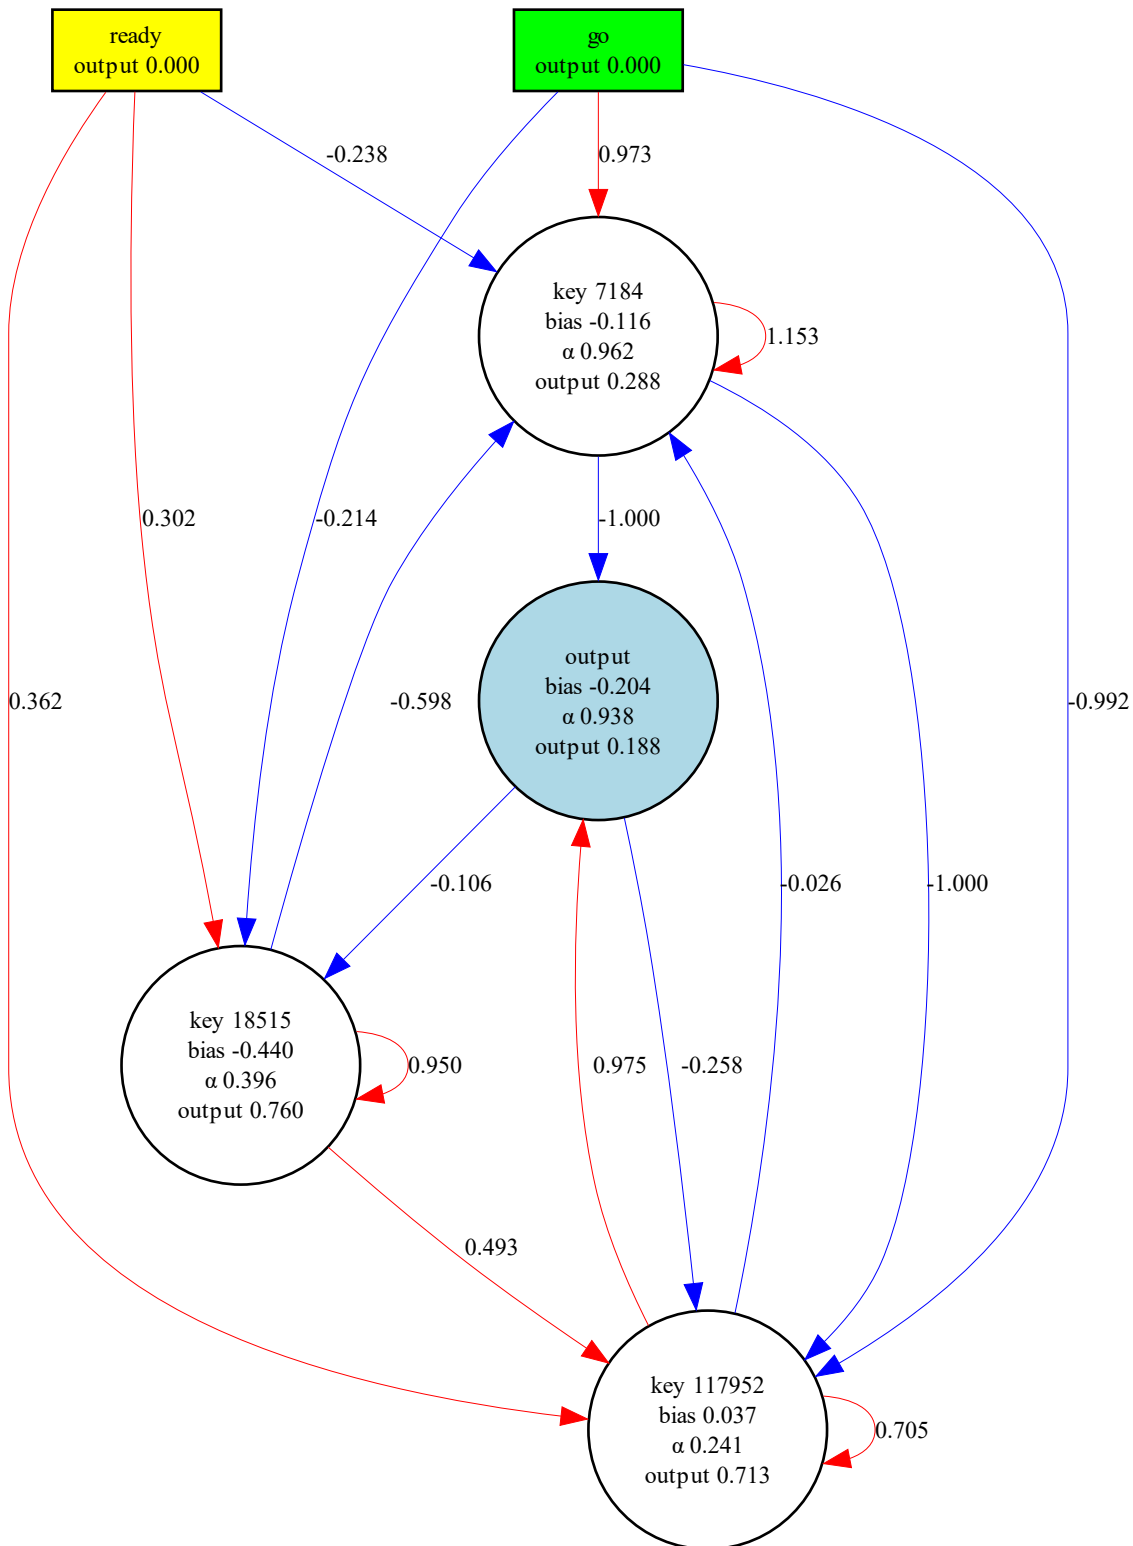 ready
output 0.000
go
output 0.000
-0.238
0.973
key 7184
bias -0.116
α 0.962
output 0.288
1.153
0.302
-0.214
-1.000
output
bias -0.204
α 0.938
output 0.188
0.362
-0.598
-0.992
-0.106
-0.026
-1.000
key 18515
bias -0.440
α 0.396
output 0.760
0.950
0.975
-0.258
0.493
key 117952
bias 0.037
α 0.241
output 0.713
0.705